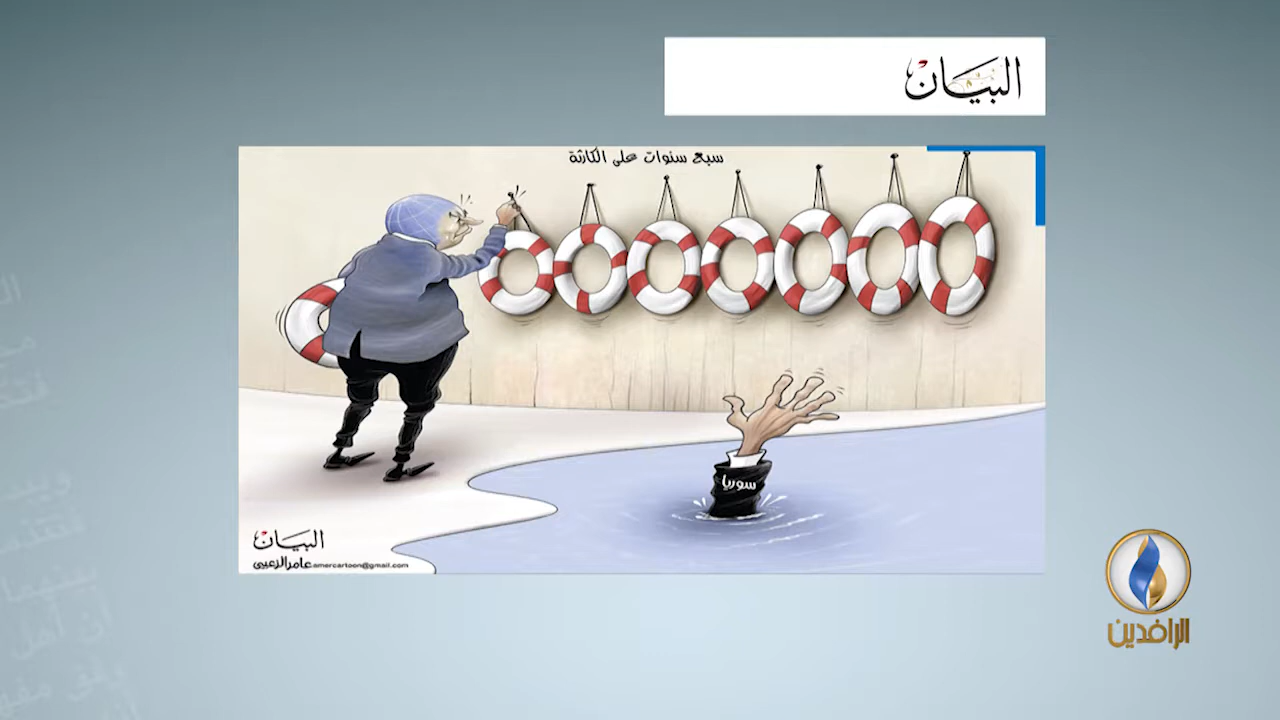 البيان
سبع سنوات على الكارثة
سوريا
البيان
عامر الزعبي amercartoon@gmail.com
الرافدين